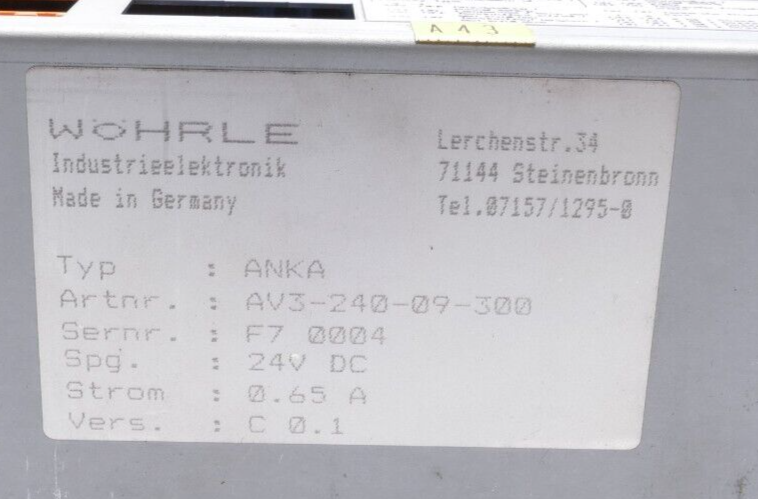 A A 3
WÖHRLE
Industrieelektronik
Made in Germany
Lerchenstr.34
71144 Steinenbronn
Tel.07157/1295-0
Typ : ANKA
Artnr. : AV3-240-09-300
Sernr. : F7 0004
Spg. : 24V DC
Strom : 0.65 A
Vers. : C 0.1